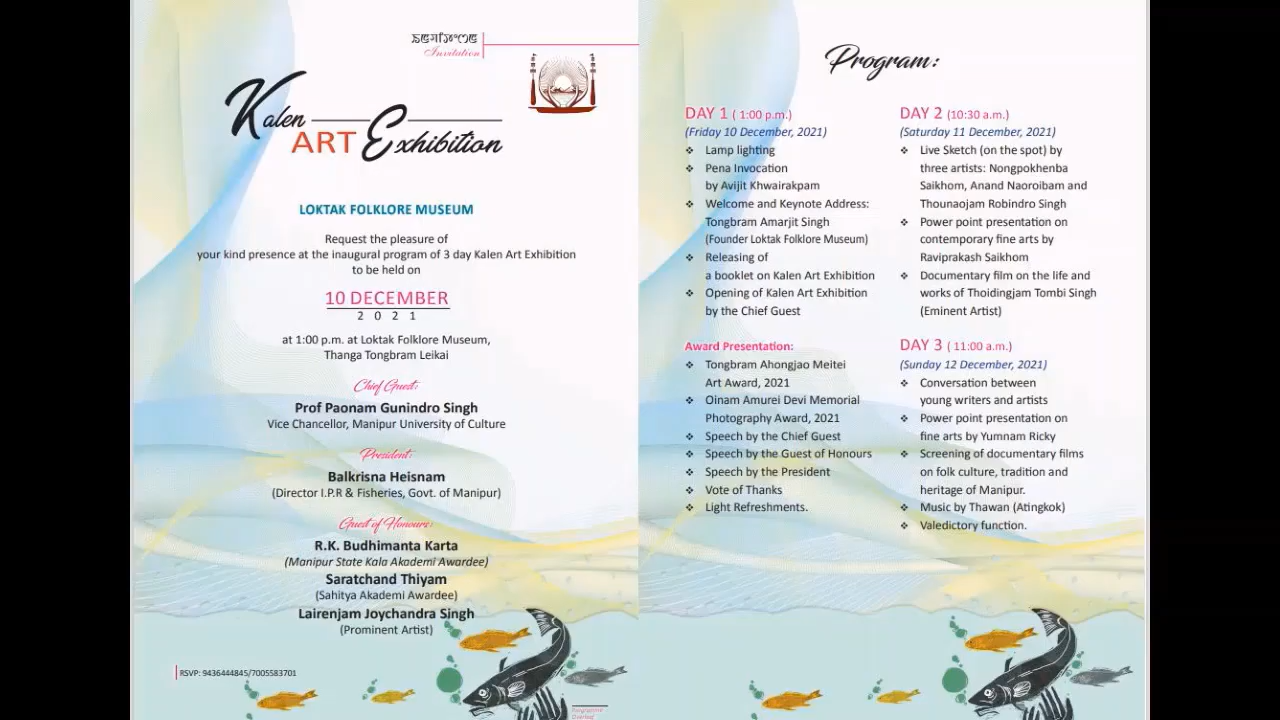 Invitation
Kalen
ART Exhibition
LOKTAK FOLKLORE MUSEUM
Request the pleasure of
your kind presence at the inaugural program of 3 day Kalen Art Exhibition
to be held on
10 DECEMBER
2 0 2 1
at 1:00 p.m. at Loktak Folklore Museum,
Thanga Tongbram Leikai
Chief Guest:
Prof Paonam Gunindro Singh
Vice Chancellor, Manipur University of Culture
President:
Balkrisna Heisnam
(Director I.P.R & Fisheries, Govt. of Manipur)
Guest of Honours:
R.K. Budhimanta Karta
(Manipur State Kala Akademi Awardee)
Saratchand Thiyam
(Sahitya Akademi Awardee)
Lairenjam Joychandra Singh
(Prominent Artist)
RSVP: 9436444845/7005583701
Programme
Overleaf
Program:
DAY 1 ( 1:00 p.m.)
(Friday 10 December, 2021)
❖ Lamp lighting
❖ Pena Invocation
by Avijit Khwairakpam
❖ Welcome and Keynote Address:
Tongbram Amarjit Singh
(Founder Loktak Folklore Museum)
❖ Releasing of
a booklet on Kalen Art Exhibition
❖ Opening of Kalen Art Exhibition
by the Chief Guest
Award Presentation:
❖ Tongbram Ahongjao Meitei
Art Award, 2021
❖ Oinam Amurei Devi Memorial
Photography Award, 2021
❖ Speech by the Chief Guest
❖ Speech by the Guest of Honours
❖ Speech by the President
❖ Vote of Thanks
❖ Light Refreshments.
DAY 2 (10:30 a.m.)
(Saturday 11 December, 2021)
❖ Live Sketch (on the spot) by
three artists: Nongpokhenba
Saikhom, Anand Naoroibam and
Thounaojam Robindro Singh
❖ Power point presentation on
contemporary fine arts by
Raviprakash Saikhom
❖ Documentary film on the life and
works of Thoidingjam Tombi Singh
(Eminent Artist)
DAY 3 ( 11:00 a.m.)
(Sunday 12 December, 2021)
❖ Conversation between
young writers and artists
❖ Power point presentation on
fine arts by Yumnam Ricky
❖ Screening of documentary films
on folk culture, tradition and
heritage of Manipur.
❖ Music by Thawan (Atingkok)
❖ Valedictory function.